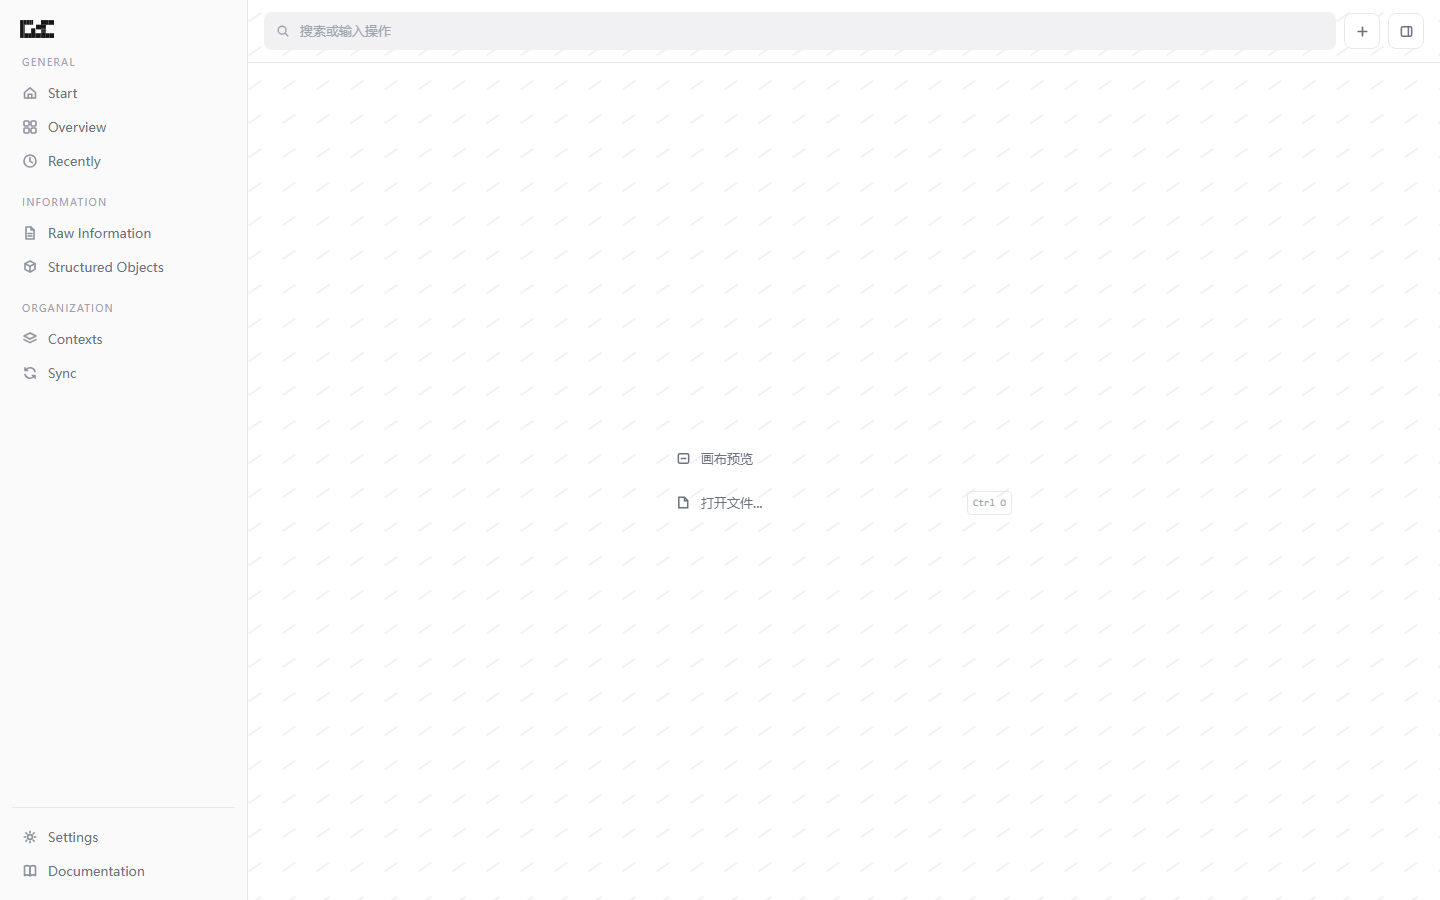 GENERAL
Start
Overview
Recently
INFORMATION
Raw Information
Structured Objects
ORGANIZATION
Contexts
Sync
Settings
Documentation
搜索或输入操作
画布预览
打开文件...
Ctrl O